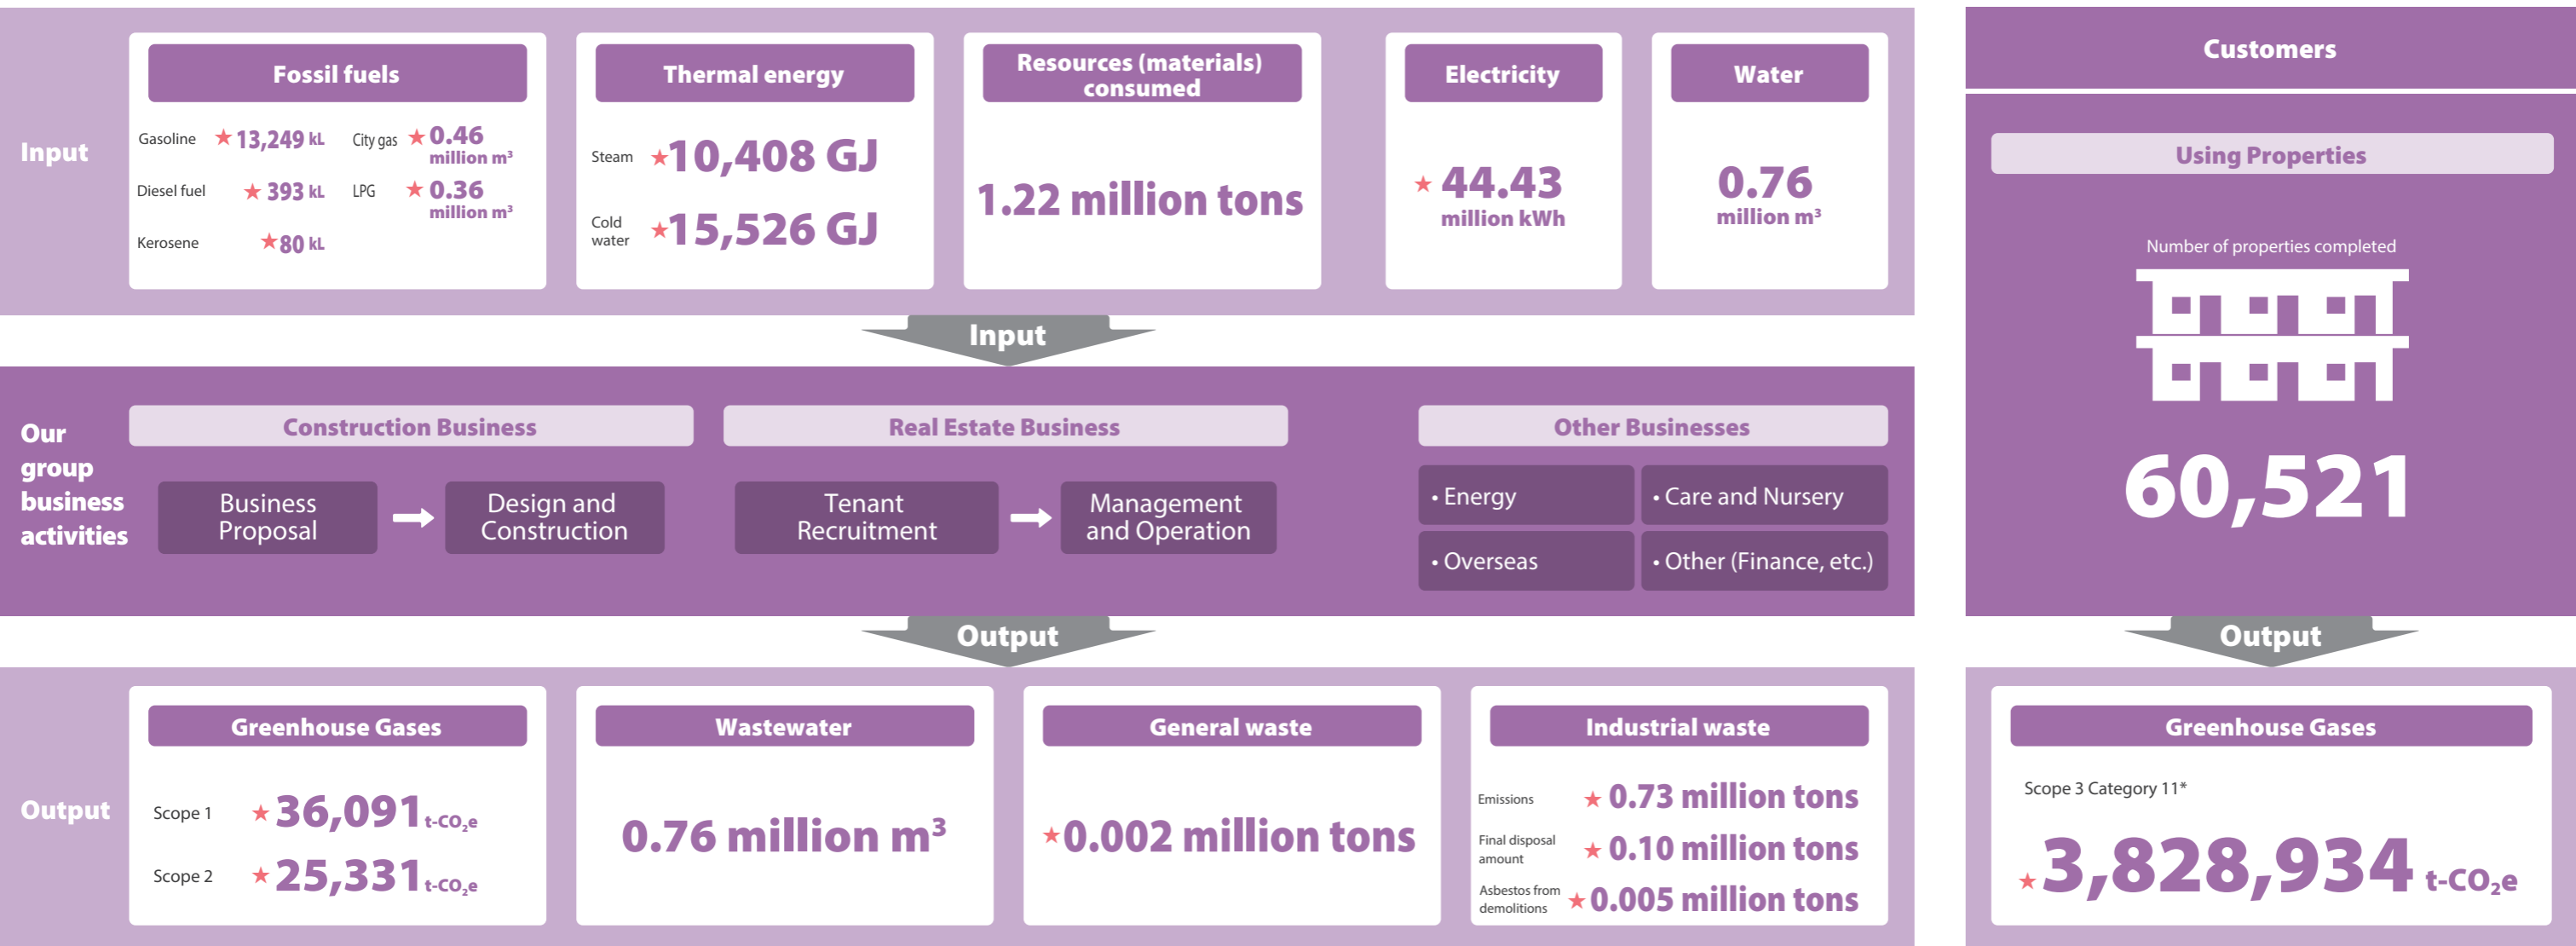 Input
Fossil fuels
Gasoline ★ 13,249 kL
Diesel fuel ★ 393 kL
Kerosene ★ 80 kL
City gas ★ 0.46
million m³
LPG ★ 0.36
million m³
Thermal energy
Steam ★ 10,408 GJ
Cold
water ★ 15,526 GJ
Resources (materials)
consumed
1.22 million tons
Electricity
★ 44.43
million kWh
Water
0.76
million m³
Input
Our
group
business
activities
Construction Business
Business
Proposal
Design and
Construction
Real Estate Business
Tenant
Recruitment
Management
and Operation
Other Businesses
• Energy
• Care and Nursery
• Overseas
• Other (Finance, etc.)
Output
Output
Greenhouse Gases
Scope 1 ★ 36,091 t-CO₂e
Scope 2 ★ 25,331 t-CO₂e
Wastewater
0.76 million m³
General waste
★ 0.002 million tons
Industrial waste
Emissions ★ 0.73 million tons
Final disposal
amount ★ 0.10 million tons
Asbestos from
demolitions ★ 0.005 million tons
Customers
Using Properties
Number of properties completed
60,521
Output
Greenhouse Gases
Scope 3 Category 11*
★ 3,828,934 t-CO₂e